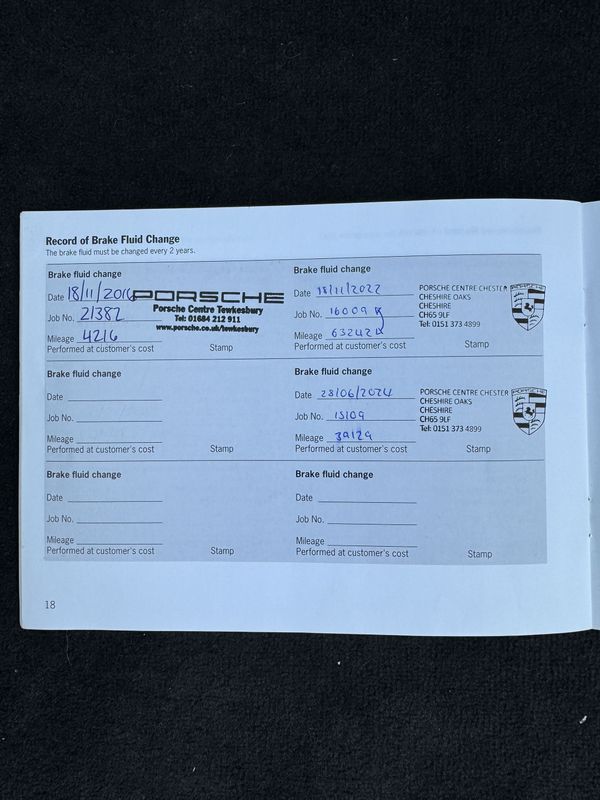 Record of Brake Fluid Change
The brake fluid must be changed every 2 years.
Brake fluid change
Date 18/11/2016
Job No. 21382
Mileage 4216
Performed at customer's cost Stamp
PORSCHE
Porsche Centre Tewkesbury
Tel: 01684 212 911
www.porsche.co.uk/tewkesbury
Brake fluid change
Date 18/11/2022
Job No. 16009
Mileage 63242
Performed at customer's cost Stamp
PORSCHE CENTRE CHESTER
CHESHIRE OAKS
CHESHIRE
CH65 9LF
Tel: 0151 373 4899
Brake fluid change
Date
Job No.
Mileage
Performed at customer's cost Stamp
Date 28/06/2024
Job No. 15109
Mileage 39129
Performed at customer's cost Stamp
PORSCHE CENTRE CHESTER
CHESHIRE OAKS
CHESHIRE
CH65 9LF
Tel: 0151 373 4899
Brake fluid change
Date
Job No.
Mileage
Performed at customer's cost Stamp
Brake fluid change
Date
Job No.
Mileage
Performed at customer's cost Stamp
18